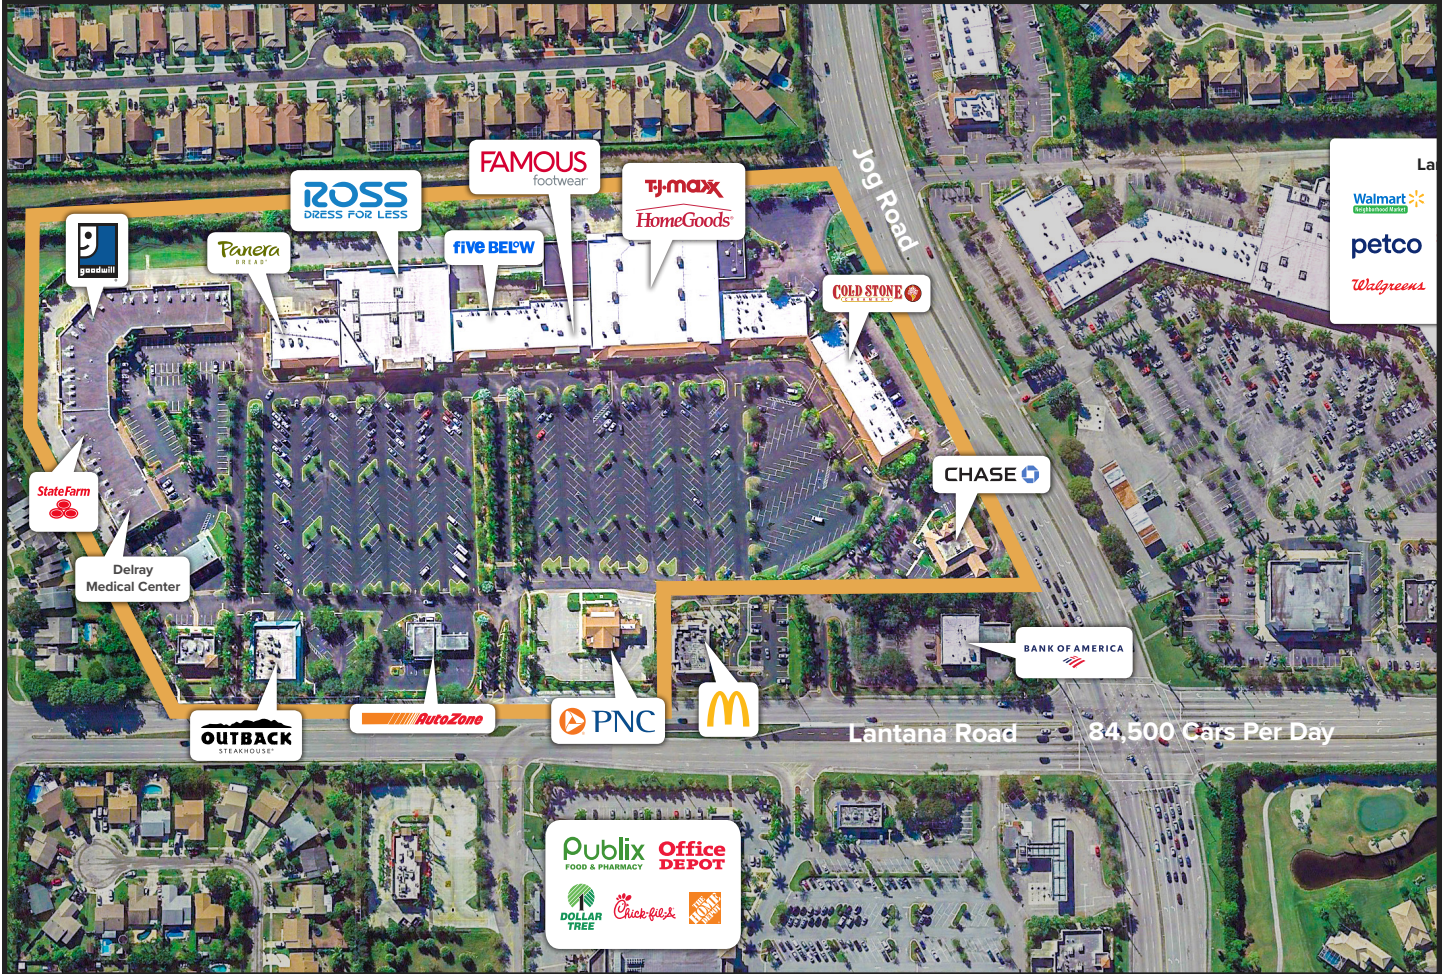 FAMOUS
footwear
ROSS
DRESS FOR LESS
T.J.maxx
HomeGoods
goodwill
Panera
BREAD
five BELOW
COLD STONE
CREAMERY
Jog Road
La
Walmart
Neighborhood Market
petco
Walgreens
CHASE
State Farm
Delray
Medical Center
BANK OF AMERICA
OUTBACK
STEAKHOUSE
AutoZone
PNC
Lantana Road
84,500 Cars Per Day
Publix
FOOD & PHARMACY
Office
DEPOT
DOLLAR
TREE
Chick-fil-A
THE
HOME
DEPOT